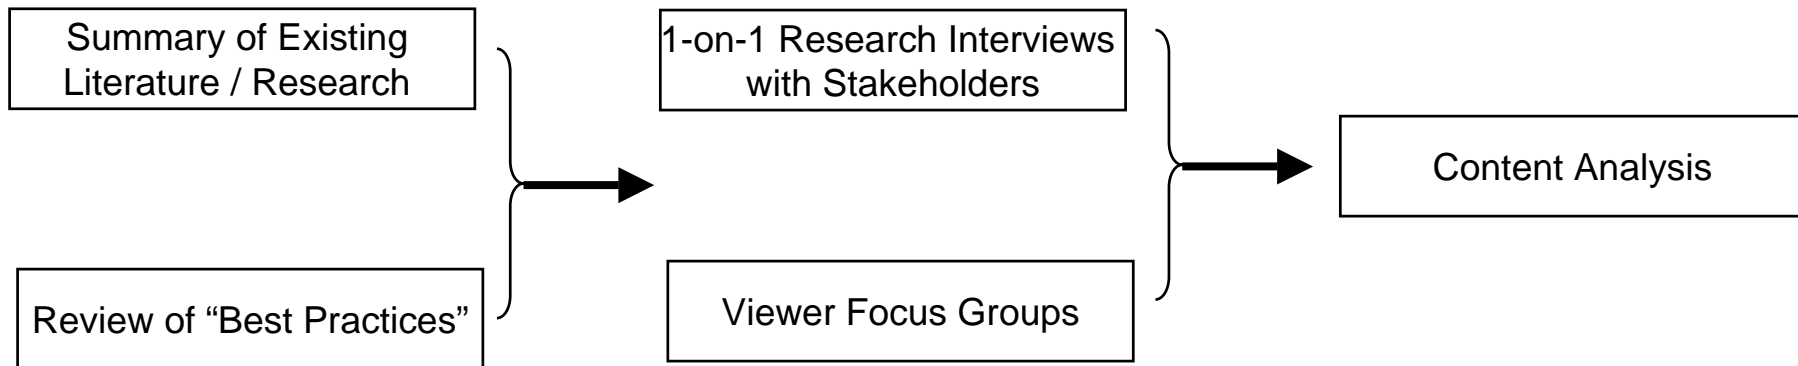 Summary of Existing
Literature / Research
Review of “Best Practices”
1-on-1 Research Interviews
with Stakeholders
Viewer Focus Groups
Content Analysis